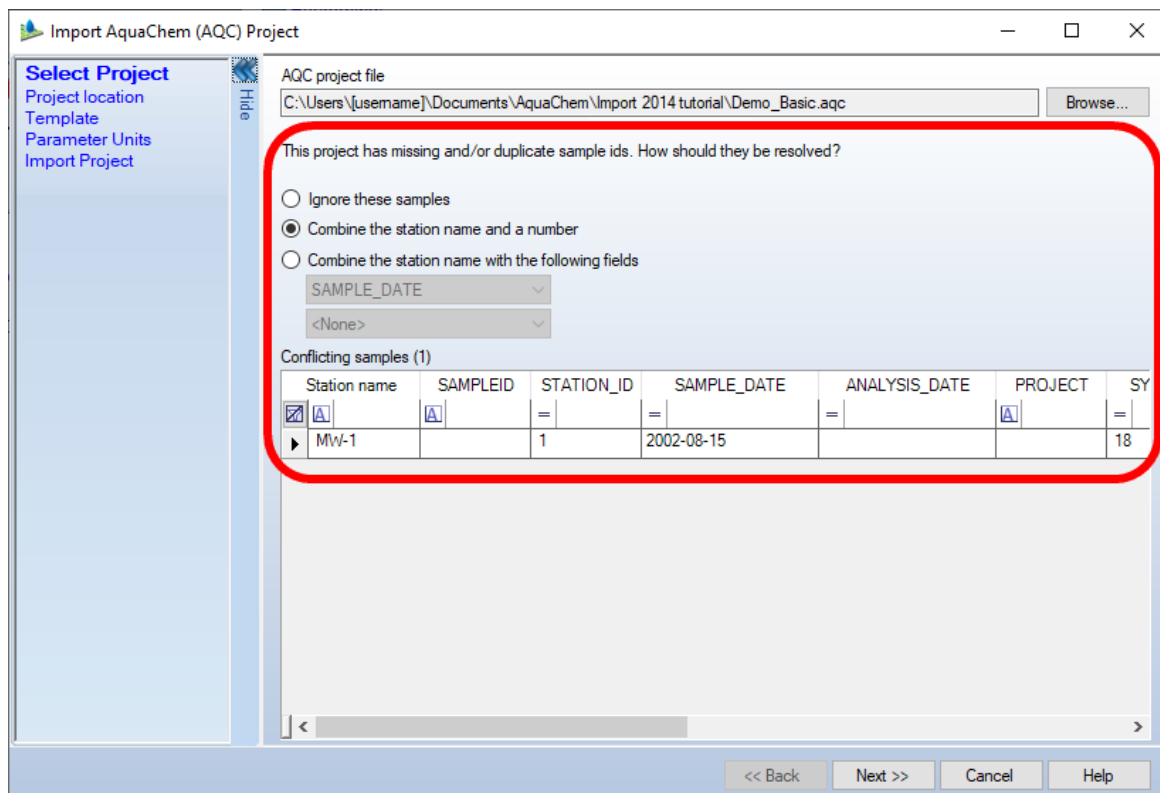 Import AquaChem (AQC) Project
Select Project
Project location
Template
Parameter Units
Import Project
Hide
AQC project file
C:\Users\[username]\Documents\AquaChem\Import 2014 tutorial\Demo_Basic.aqc
Browse...
This project has missing and/or duplicate sample ids. How should they be resolved?
Ignore these samples
Combine the station name and a number
Combine the station name with the following fields
SAMPLE_DATE
<None>
Conflicting samples (1)
Station name SAMPLEID STATION_ID SAMPLE_DATE ANALYSIS_DATE PROJECT SY
A A = = = A =
MW-1 1 2002-08-15 18
<< Back Next >> Cancel Help